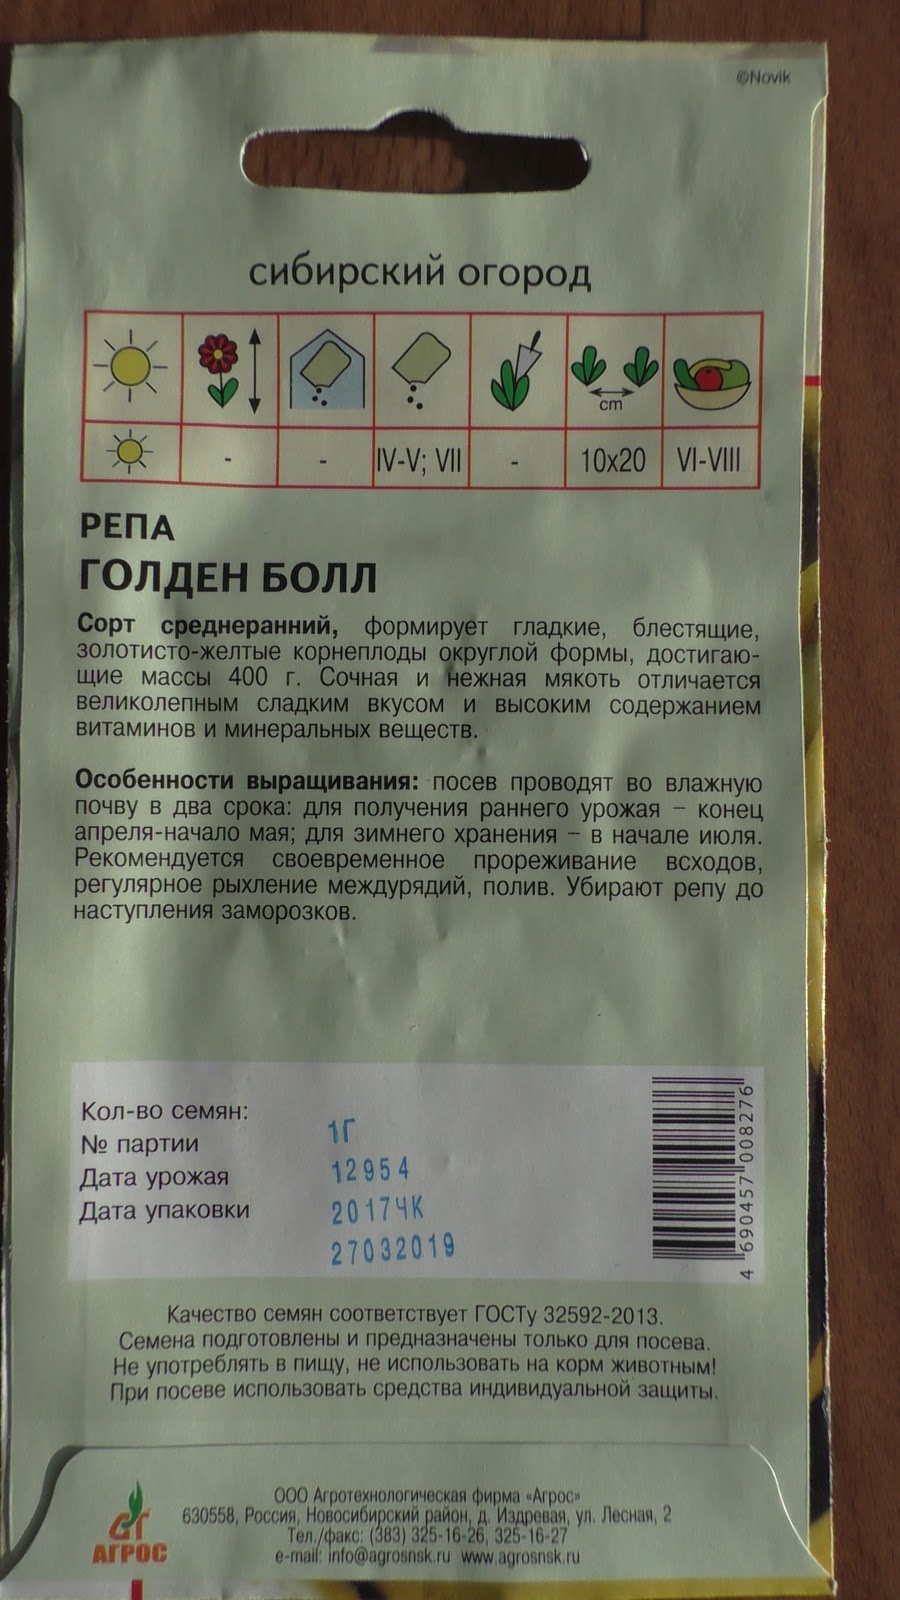 ©Novik
сибирский огород
cm
- - IV-V; VII - 10x20 VI-VIII
РЕПА
ГОЛДЕН БОЛЛ
Сорт среднеранний, формирует гладкие, блестящие,
золотисто-желтые корнеплоды округлой формы, достигаю-
щие массы 400 г. Сочная и нежная мякоть отличается
великолепным сладким вкусом и высоким содержанием
витаминов и минеральных веществ.
Особенности выращивания: посев проводят во влажную
почву в два срока: для получения раннего урожая – конец
апреля-начало мая; для зимнего хранения – в начале июля.
Рекомендуется своевременное прореживание всходов,
регулярное рыхление междурядий, полив. Убирают репу до
наступления заморозков.
Кол-во семян:
№ партии
Дата урожая
Дата упаковки
1Г
12954
2017ЧК
27032019
4 690457 008276
Качество семян соответствует ГОСТу 32592-2013.
Семена подготовлены и предназначены только для посева.
Не употреблять в пищу, не использовать на корм животным!
При посеве использовать средства индивидуальной защиты.
АГРОС
ООО Агротехнологическая фирма «Агрос»
630558, Россия, Новосибирский район, д. Издревая, ул. Лесная, 2
Тел./факс: (383) 325-16-26, 325-16-27
e-mail: info@agrosnsk.ru www.agrosnsk.ru